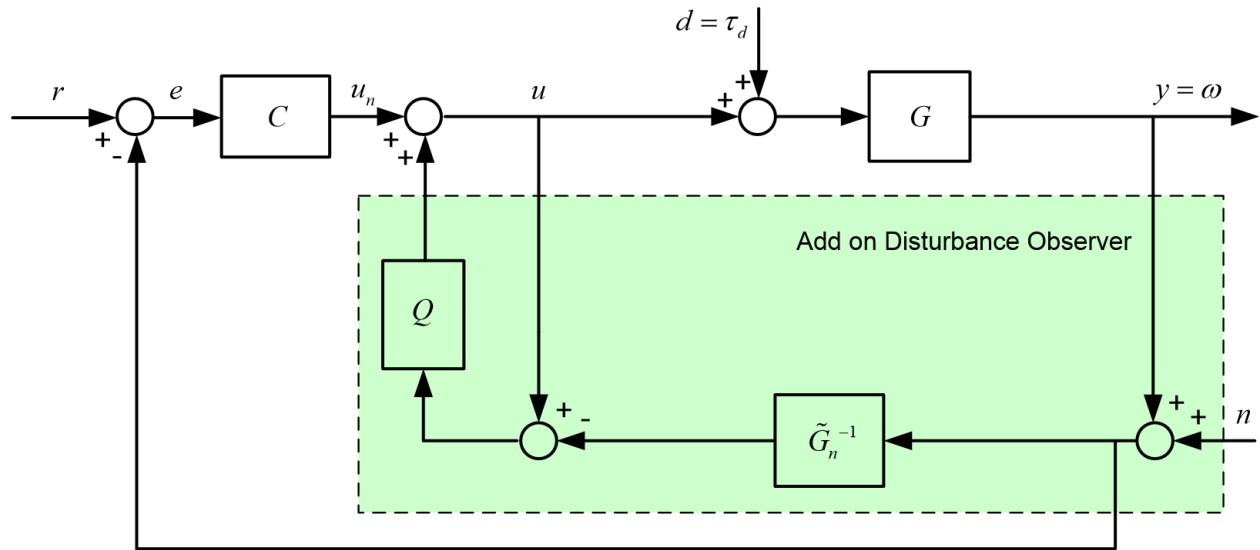 d = τ_d
r
e
C
u_n
u
G
y = ω
+
-
+
+
+
+
Add on Disturbance Observer
Q
+
-
G̃_n⁻¹
+
+
n